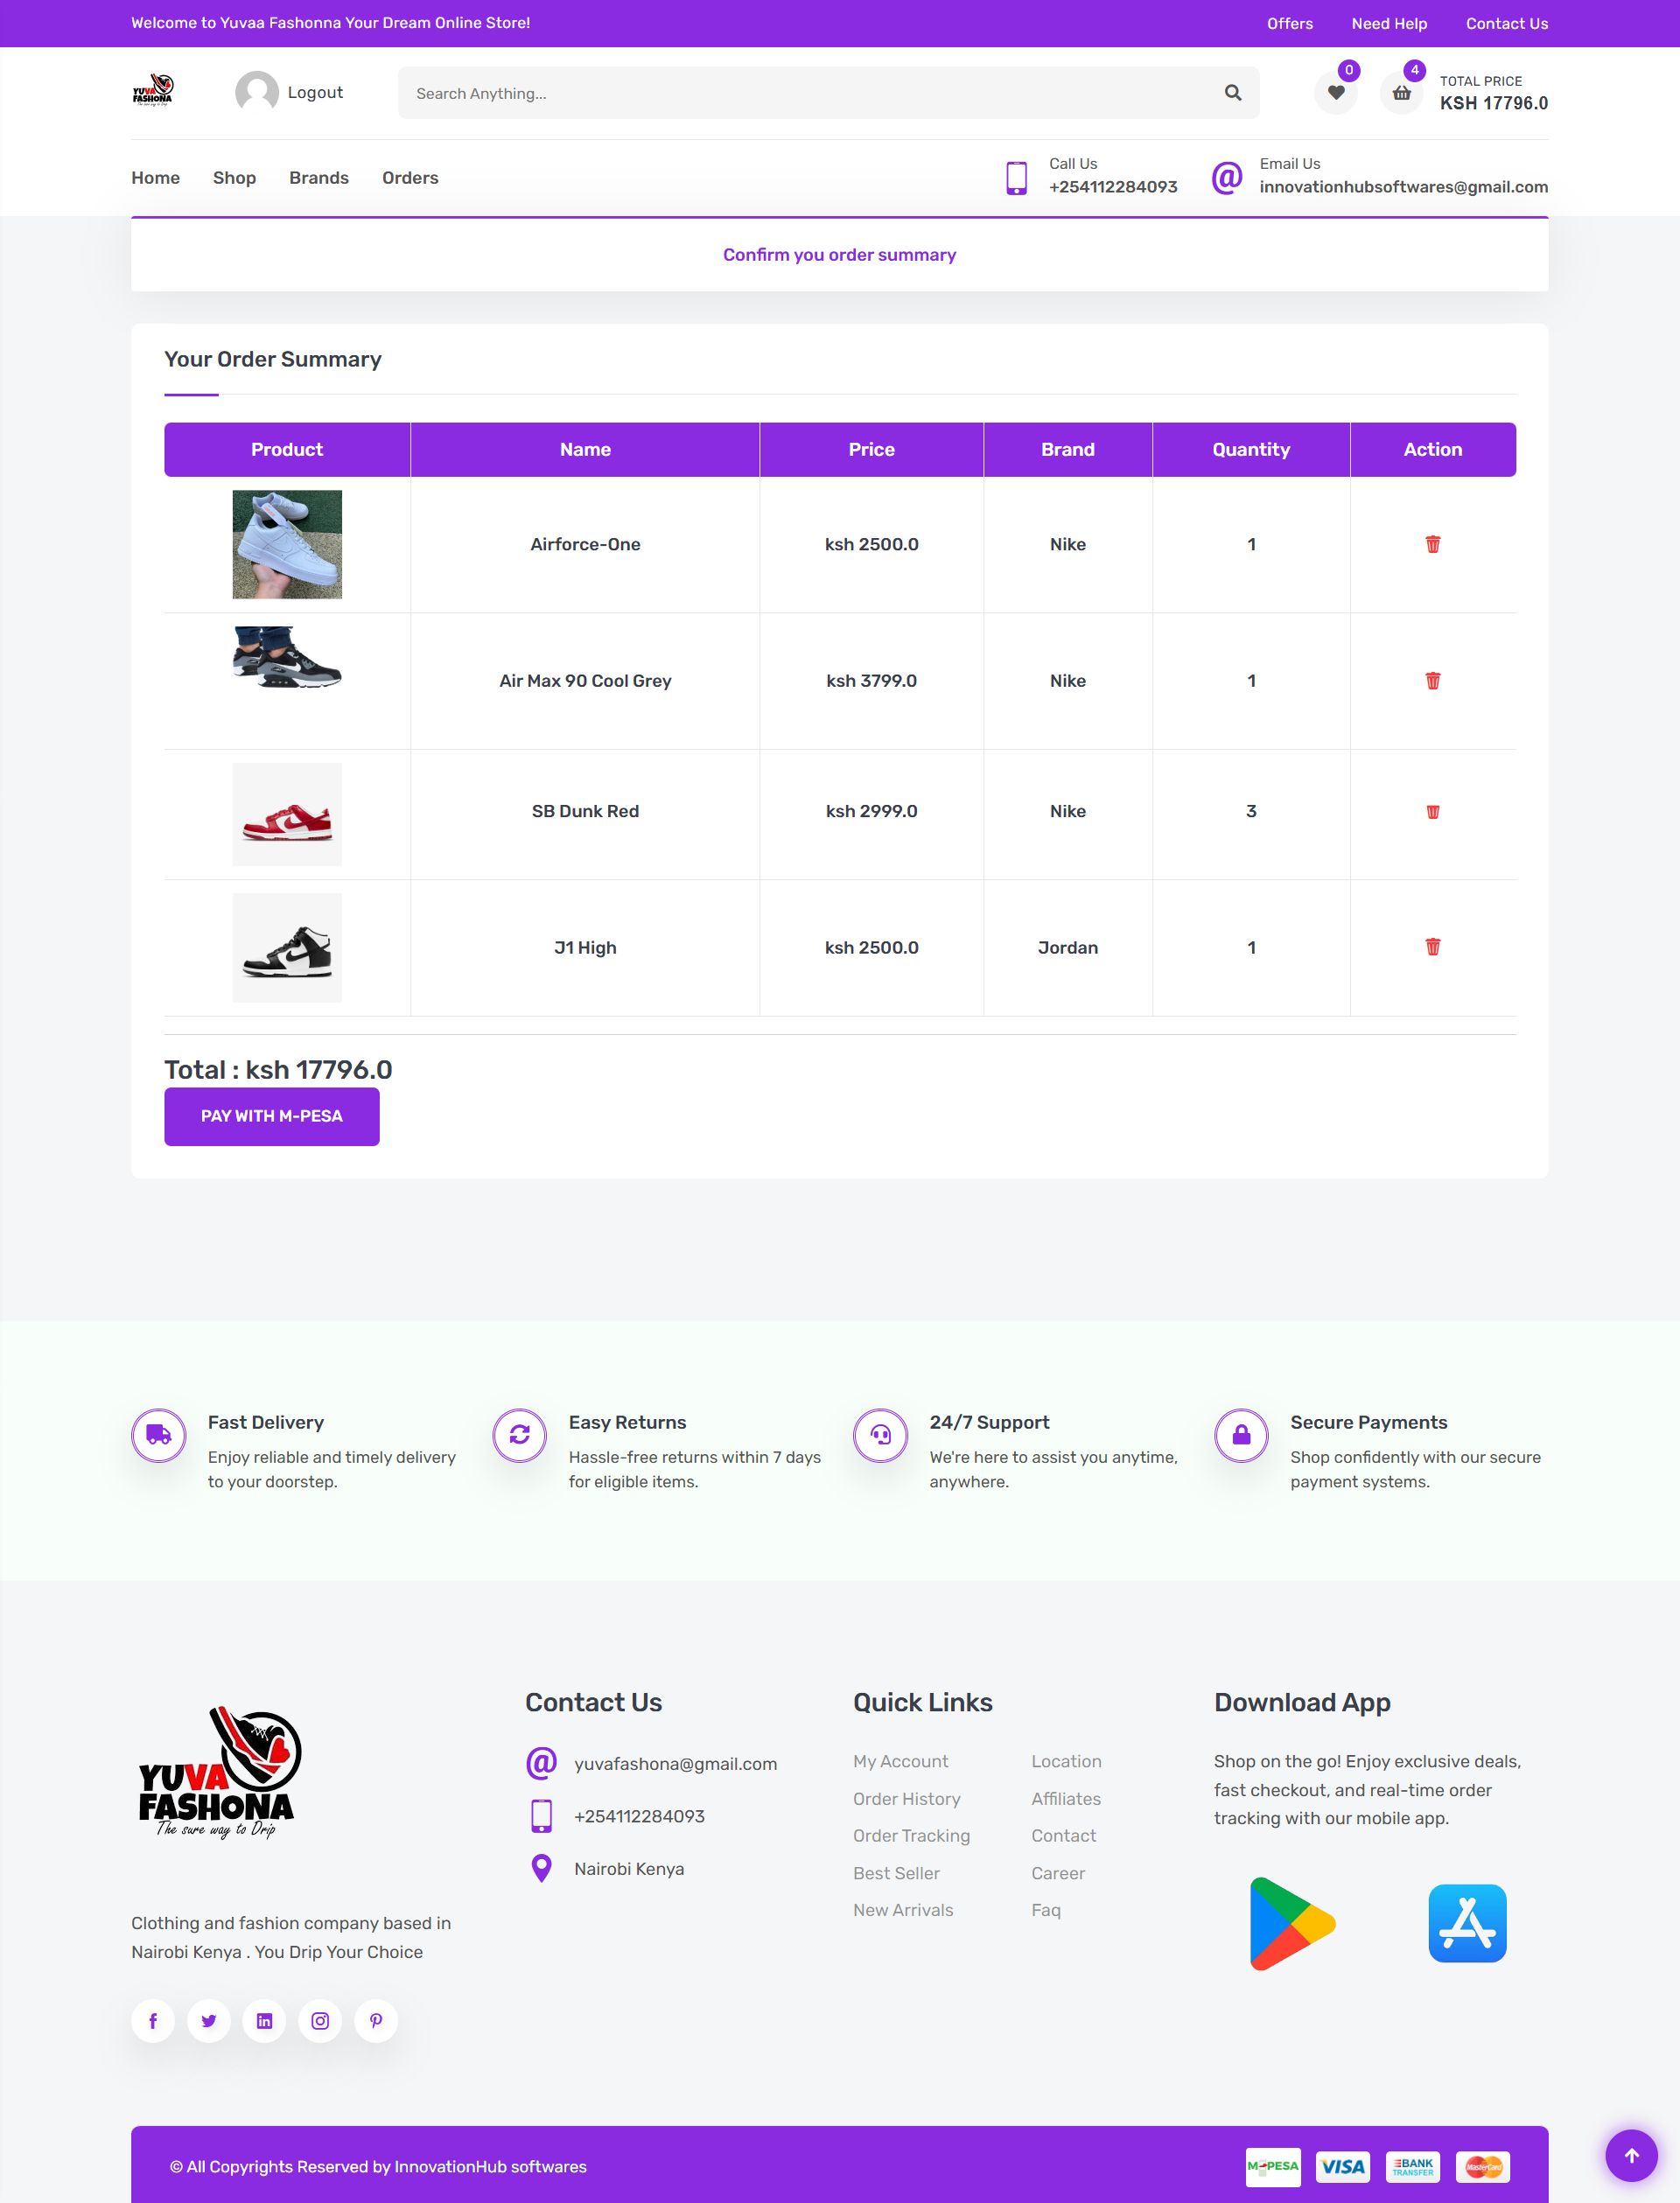 Welcome to Yuvaa Fashonna Your Dream Online Store!
Offers Need Help Contact Us
YUVA
FASHONA
The sure way to Drip
Logout
Search Anything...
0
4
TOTAL PRICE
KSH 17796.0
Home Shop Brands Orders
Call Us
+254112284093
Email Us
innovationhubsoftwares@gmail.com
Confirm you order summary
Your Order Summary
Product Name Price Brand Quantity Action
Airforce-One ksh 2500.0 Nike 1
Air Max 90 Cool Grey ksh 3799.0 Nike 1
SB Dunk Red ksh 2999.0 Nike 3
J1 High ksh 2500.0 Jordan 1
Total : ksh 17796.0
PAY WITH M-PESA
Fast Delivery
Enjoy reliable and timely delivery
to your doorstep.
Easy Returns
Hassle-free returns within 7 days
for eligible items.
24/7 Support
We're here to assist you anytime,
anywhere.
Secure Payments
Shop confidently with our secure
payment systems.
YUVA
FASHONA
The sure way to Drip
Clothing and fashion company based in
Nairobi Kenya . You Drip Your Choice
Contact Us
yuvafashona@gmail.com
+254112284093
Nairobi Kenya
Quick Links
My Account
Order History
Order Tracking
Best Seller
New Arrivals
Location
Affiliates
Contact
Career
Faq
Download App
Shop on the go! Enjoy exclusive deals,
fast checkout, and real-time order
tracking with our mobile app.
© All Copyrights Reserved by InnovationHub softwares
M-PESA
VISA
BANK
TRANSFER
MasterCard